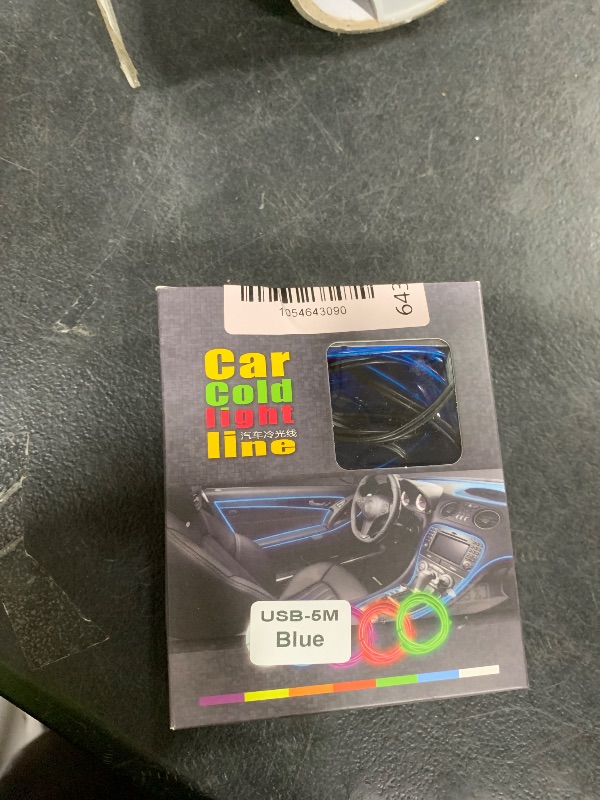 1054643090
643
Car
Cold
light
汽车冷光线
line
USB-5M
Blue